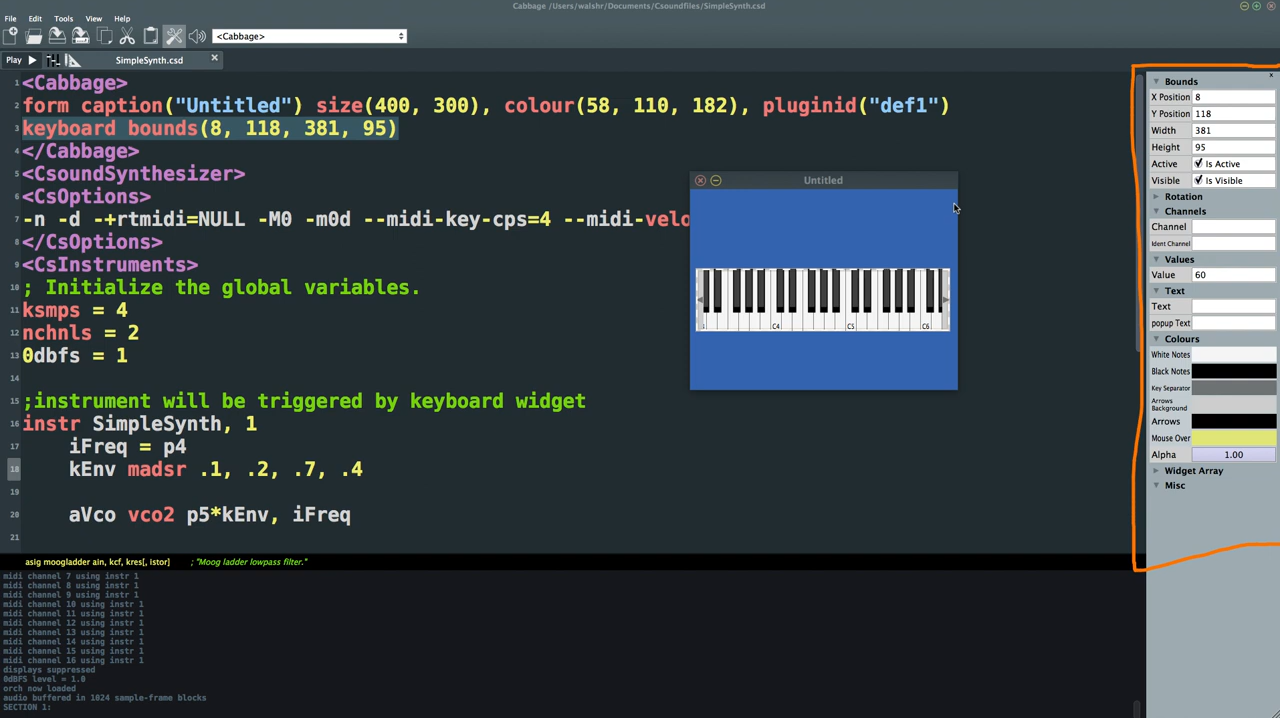 Cabbage /Users/walshr/Documents/Csoundfiles/SimpleSynth.csd
File Edit Tools View Help
<Cabbage>
Play SimpleSynth.csd
1 <Cabbage>
2 form caption("Untitled") size(400, 300), colour(58, 110, 182), pluginid("def1")
3 keyboard bounds(8, 118, 381, 95)
4 </Cabbage>
5 <CsoundSynthesizer>
6 <CsOptions>
7 -n -d -+rtmidi=NULL -M0 -m0d --midi-key-cps=4 --midi-velo
8 </CsOptions>
9 <CsInstruments>
10 ; Initialize the global variables.
11 ksmps = 4
12 nchnls = 2
13 0dbfs = 1
14
15 ;instrument will be triggered by keyboard widget
16 instr SimpleSynth, 1
17 iFreq = p4
18 kEnv madsr .1, .2, .7, .4
19
20 aVco vco2 p5*kEnv, iFreq
21
Untitled
C4 C5 C6
asig moogladder ain, kcf, kres[, istor] ; "Moog ladder lowpass filter."
midi channel 7 using instr 1
midi channel 8 using instr 1
midi channel 9 using instr 1
midi channel 10 using instr 1
midi channel 11 using instr 1
midi channel 12 using instr 1
midi channel 13 using instr 1
midi channel 14 using instr 1
midi channel 15 using instr 1
midi channel 16 using instr 1
displays suppressed
0dBFS level = 1.0
orch now loaded
audio buffered in 1024 sample-frame blocks
SECTION 1:
Bounds
X Position 8
Y Position 118
Width 381
Height 95
Active Is Active
Visible Is Visible
Rotation
Channels
Channel
Ident Channel
Values
Value 60
Text
Text
popup Text
Colours
White Notes
Black Notes
Key Separator
Arrows
Background
Arrows
Mouse Over
Alpha 1.00
Widget Array
Misc